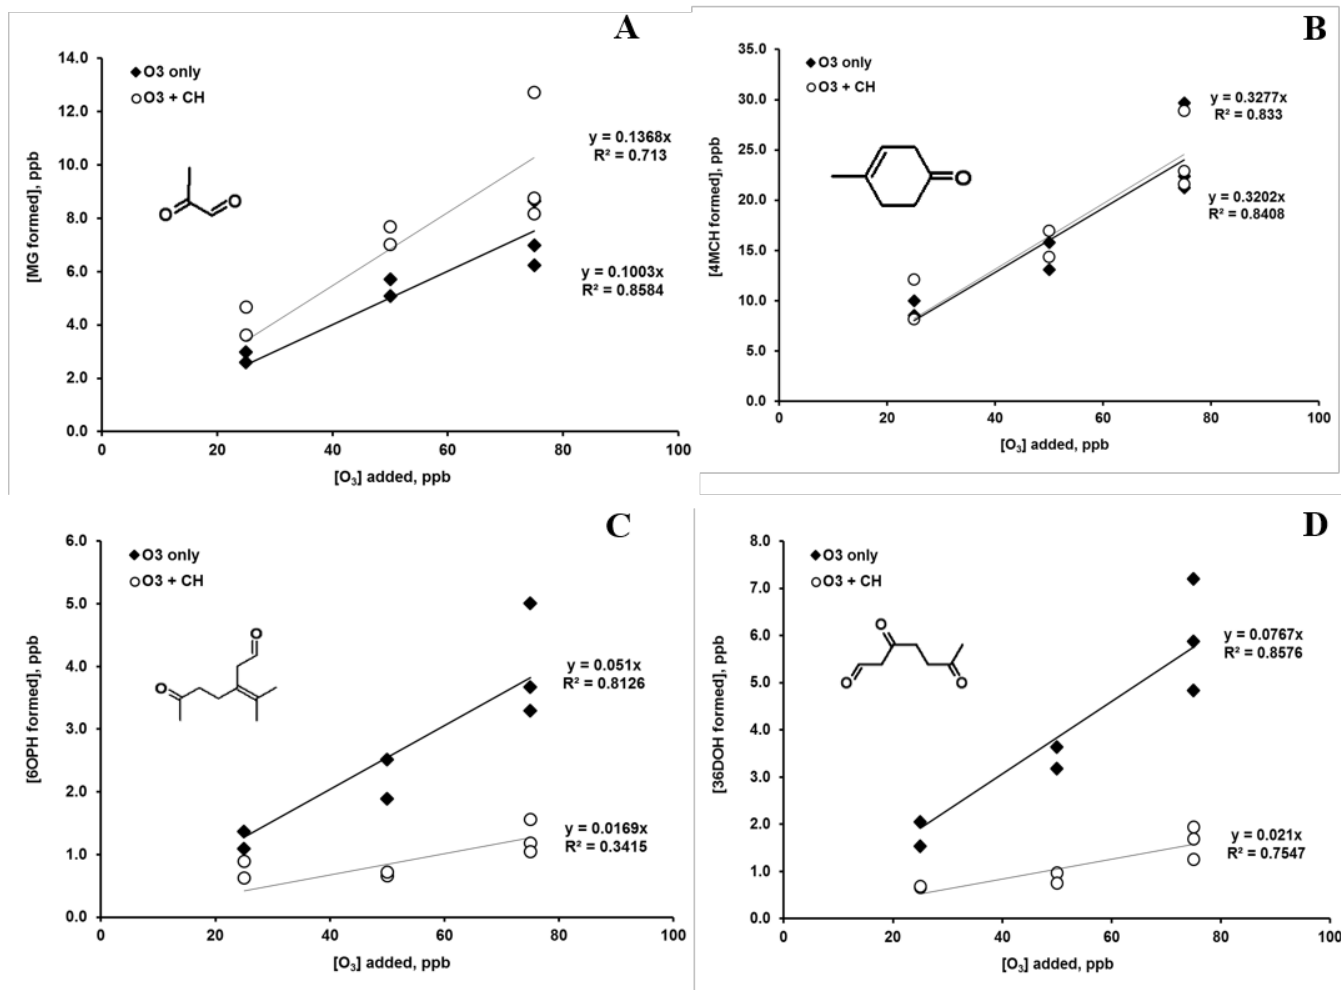 A
[MG formed], ppb
14.0
12.0
10.0
8.0
6.0
4.0
2.0
0.0
O3 only
O3 + CH
O
O
y = 0.1368x
R² = 0.713
y = 0.1003x
R² = 0.8584
0 20 40 60 80 100
[O₃] added, ppb
B
[4MCH formed], ppb
35.0
30.0
25.0
20.0
15.0
10.0
5.0
0.0
O3 only
O3 + CH
O
y = 0.3277x
R² = 0.833
y = 0.3202x
R² = 0.8408
0 20 40 60 80 100
[O₃] added, ppb
C
[6OPH formed], ppb
6.0
5.0
4.0
3.0
2.0
1.0
0.0
O3 only
O3 + CH
O
O
y = 0.051x
R² = 0.8126
y = 0.0169x
R² = 0.3415
0 20 40 60 80 100
[O₃] added, ppb
D
[36DOH formed], ppb
8.0
7.0
6.0
5.0
4.0
3.0
2.0
1.0
0.0
O3 only
O3 + CH
O
O
O
y = 0.0767x
R² = 0.8576
y = 0.021x
R² = 0.7547
0 20 40 60 80 100
[O₃] added, ppb